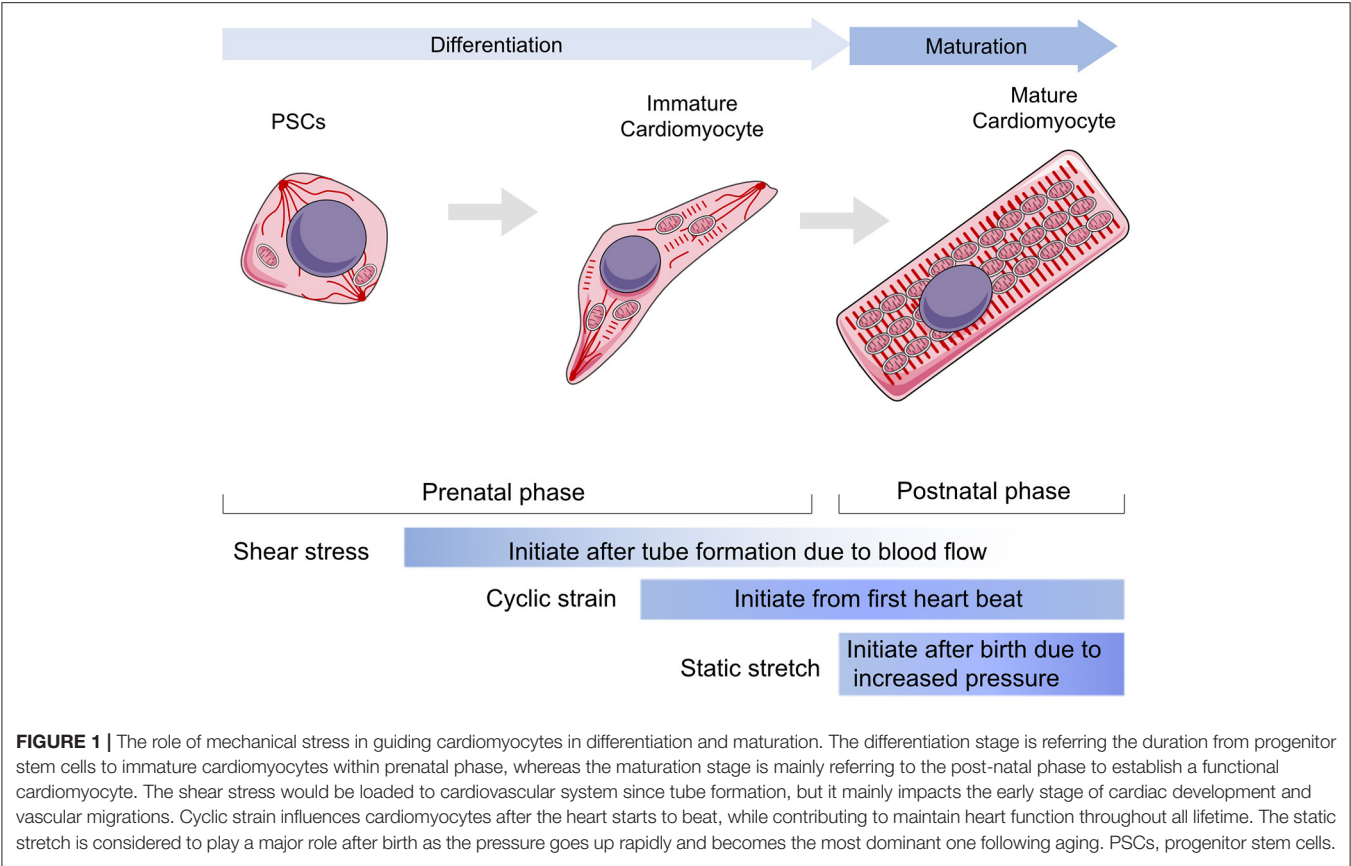 Differentiation
Maturation
PSCs
Immature
Cardiomyocyte
Mature
Cardiomyocyte
Prenatal phase
Postnatal phase
Shear stress
Initiate after tube formation due to blood flow
Cyclic strain
Initiate from first heart beat
Static stretch
Initiate after birth due to
increased pressure
FIGURE 1 | The role of mechanical stress in guiding cardiomyocytes in differentiation and maturation. The differentiation stage is referring the duration from progenitor
stem cells to immature cardiomyocytes within prenatal phase, whereas the maturation stage is mainly referring to the post-natal phase to establish a functional
cardiomyocyte. The shear stress would be loaded to cardiovascular system since tube formation, but it mainly impacts the early stage of cardiac development and
vascular migrations. Cyclic strain influences cardiomyocytes after the heart starts to beat, while contributing to maintain heart function throughout all lifetime. The static
stretch is considered to play a major role after birth as the pressure goes up rapidly and becomes the most dominant one following aging. PSCs, progenitor stem cells.